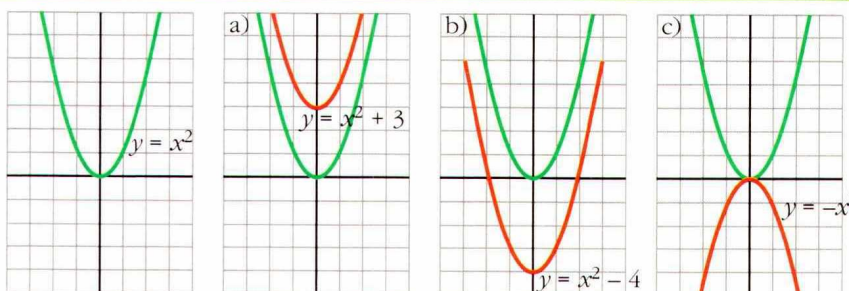 y = x²
a)
y = x² + 3
b)
y = x² – 4
c)
y = –x